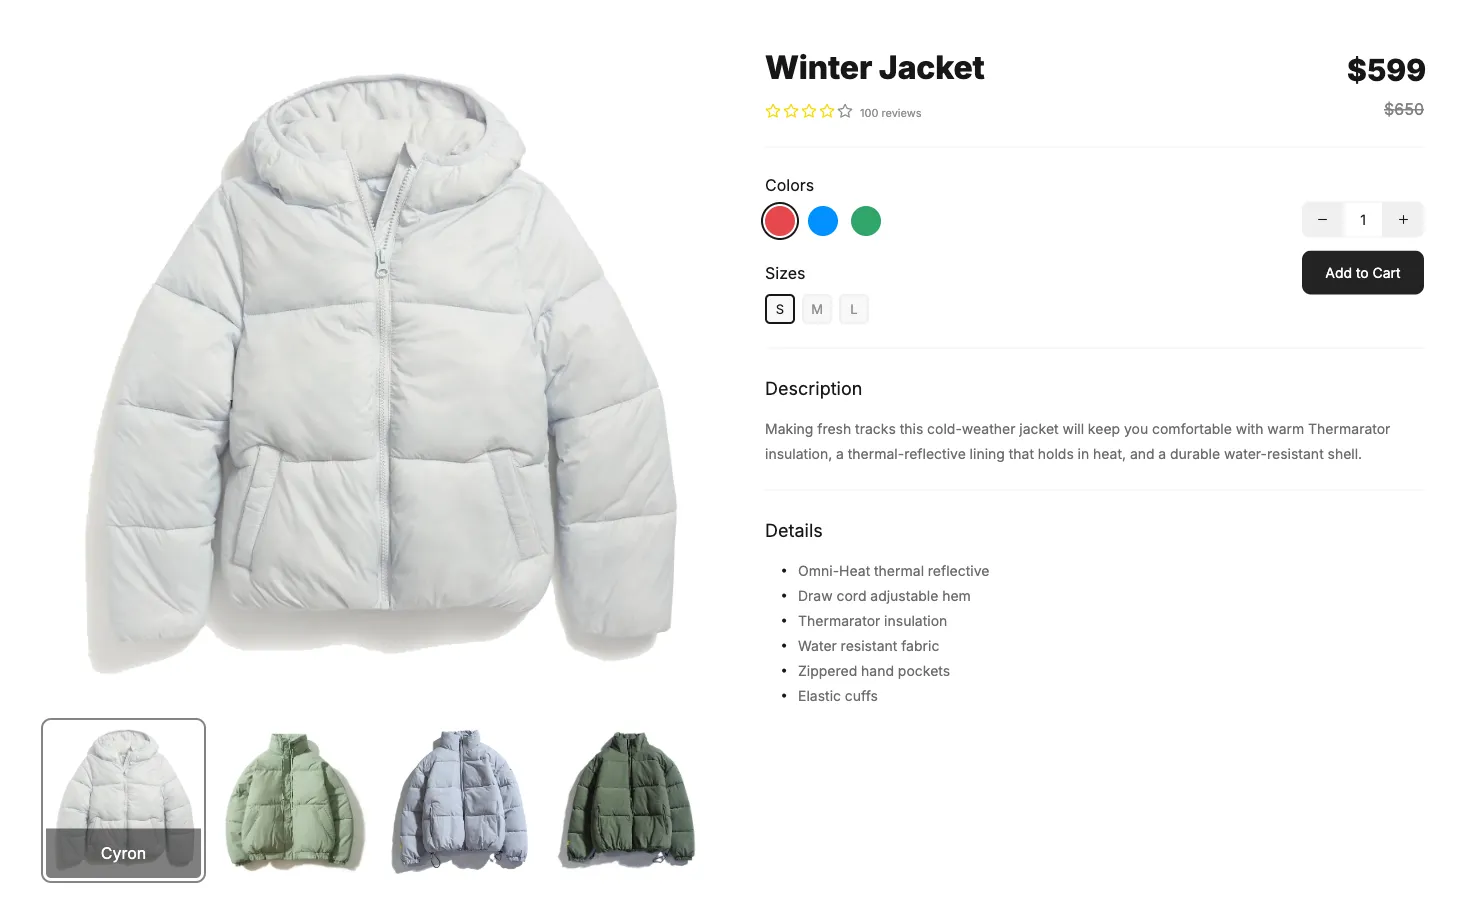 Winter Jacket
$599
100 reviews
$650
Colors
− 1 +
Add to Cart
Sizes
S M L
Description
Making fresh tracks this cold-weather jacket will keep you comfortable with warm Thermarator
insulation, a thermal-reflective lining that holds in heat, and a durable water-resistant shell.
Details
• Omni-Heat thermal reflective
• Draw cord adjustable hem
• Thermarator insulation
• Water resistant fabric
• Zippered hand pockets
• Elastic cuffs
Cyron